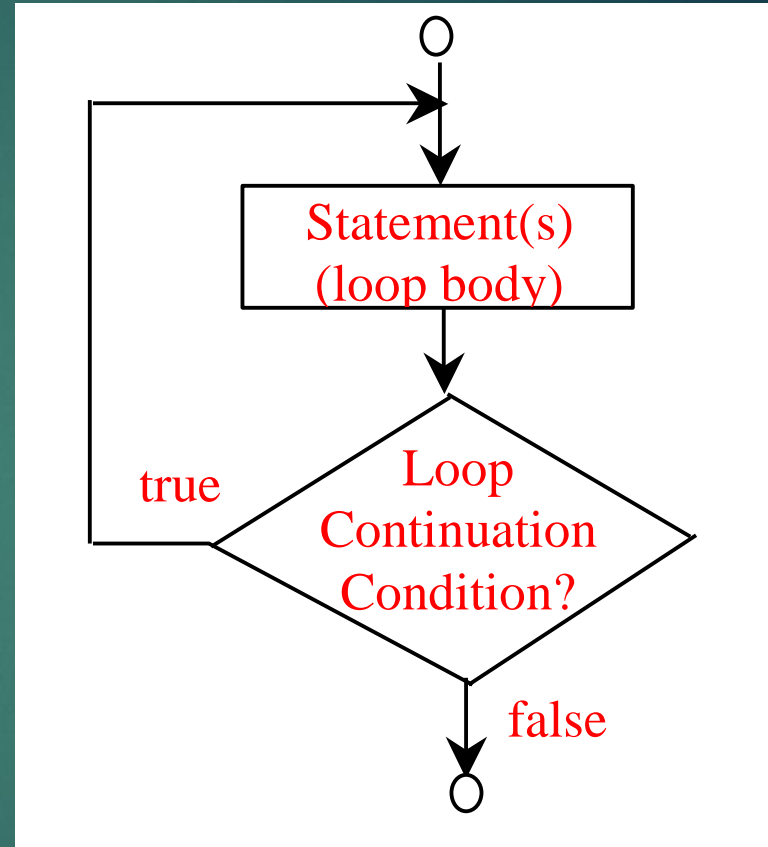 Statement(s)
(loop body)
Loop
true
Continuation
Condition?
false